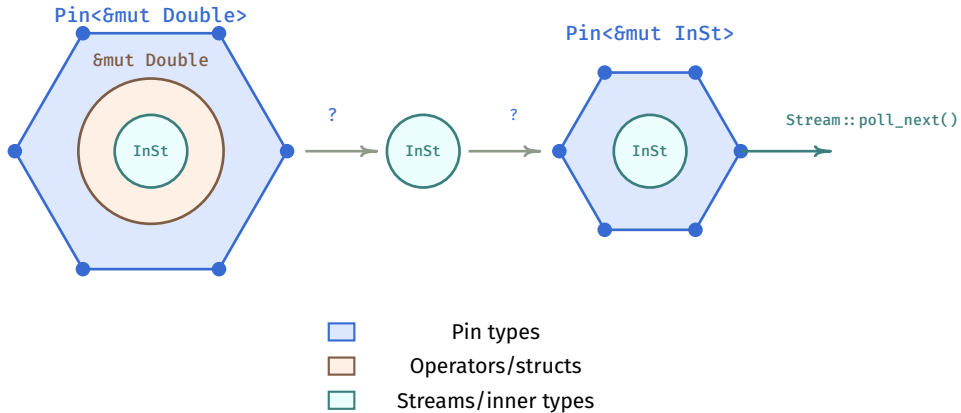 Pin<&mut Double>
&mut Double
InSt
?
InSt
?
Pin<&mut InSt>
InSt
Stream::poll_next()
Pin types
Operators/structs
Streams/inner types